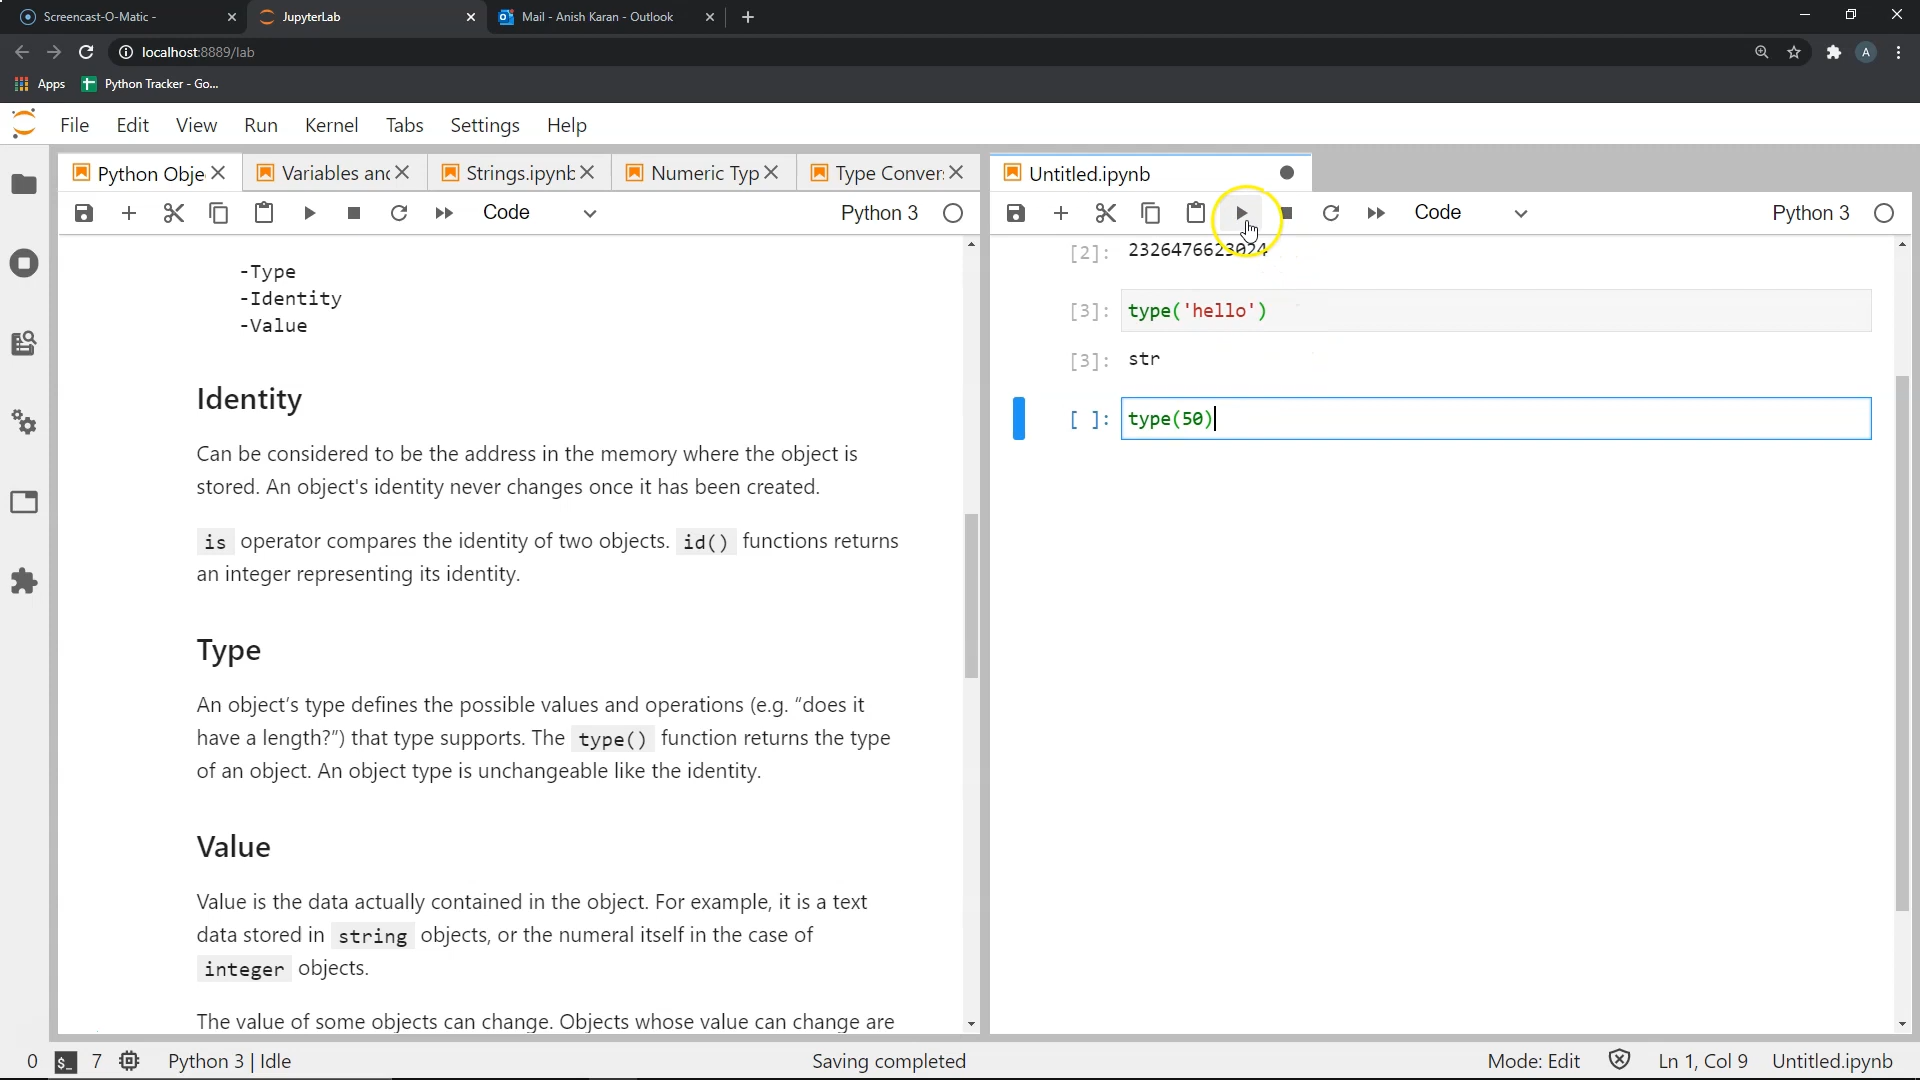 Screencast-O-Matic -
JupyterLab
Mail - Anish Karan - Outlook
localhost:8889/lab
A
Apps
Python Tracker - Go...
File Edit View Run Kernel Tabs Settings Help
Python Obje
Variables and
Strings.ipynb
Numeric Typ
Type Conver
Untitled.ipynb
Code
Python 3
Code
Python 3
-Type
-Identity
-Value
Identity
Can be considered to be the address in the memory where the object is
stored. An object's identity never changes once it has been created.
is operator compares the identity of two objects. id() functions returns
an integer representing its identity.
Type
An object's type defines the possible values and operations (e.g. “does it
have a length?”) that type supports. The type() function returns the type
of an object. An object type is unchangeable like the identity.
Value
Value is the data actually contained in the object. For example, it is a text
data stored in string objects, or the numeral itself in the case of
integer objects.
The value of some objects can change. Objects whose value can change are
[2]: 2326476623024
[3]: type('hello')
[3]: str
[ ]: type(50)
0 $_ 7 Python 3 | Idle
Saving completed
Mode: Edit
Ln 1, Col 9
Untitled.ipynb